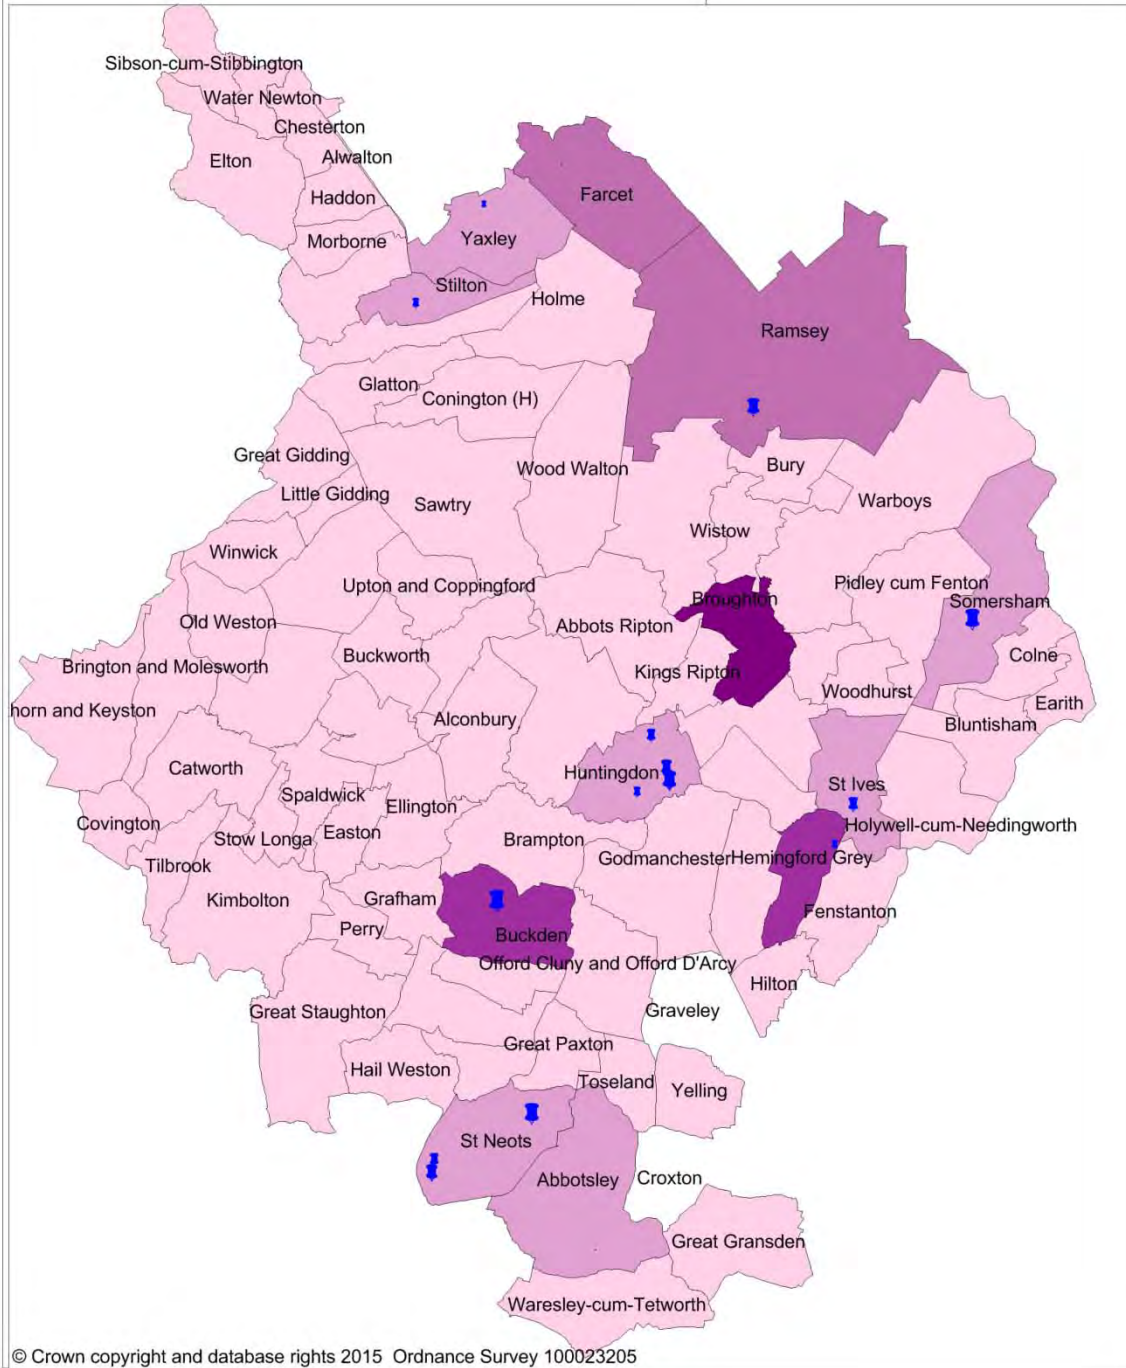 Sibson-cum-Stibbington
Water Newton
Chesterton
Alwalton
Elton
Haddon
Farcet
Morborne
Yaxley
Stilton
Holme
Ramsey
Glatton
Conington (H)
Great Gidding
Wood Walton
Bury
Little Gidding
Sawtry
Warboys
Wistow
Winwick
Upton and Coppingford
Pidley cum Fenton
Broughton
Somersham
Old Weston
Abbots Ripton
Buckworth
Colne
Brington and Molesworth
Kings Ripton
Woodhurst
Earith
horn and Keyston
Alconbury
Bluntisham
Catworth
Huntingdon
St Ives
Spaldwick
Ellington
Covington
Stow Longa
Easton
Brampton
Holywell-cum-Needingworth
Tilbrook
Godmanchester
Hemingford Grey
Kimbolton
Grafham
Fenstanton
Perry
Buckden
Offord Cluny and Offord D'Arcy
Hilton
Great Staughton
Graveley
Great Paxton
Hail Weston
Toseland
Yelling
St Neots
Abbotsley
Croxton
Great Gransden
Waresley-cum-Tetworth
© Crown copyright and database rights 2015 Ordnance Survey 100023205